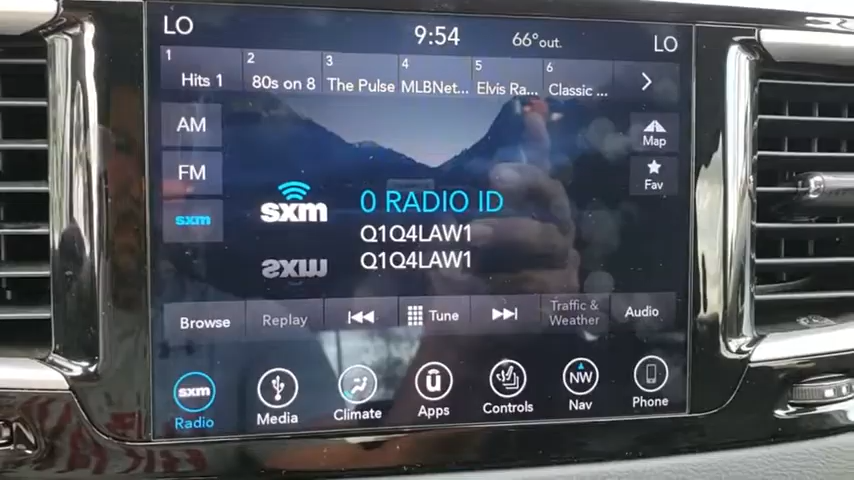 LO 9:54 66°out. LO
1 2 3 4 5 6
Hits 1 80s on 8 The Pulse MLBNet... Elvis Ra... Classic ...
AM
Map
FM
Fav
sxm
sxm
0 RADIO ID
Q1Q4LAW1
Q1Q4LAW1
Browse Replay Tune Traffic & Weather Audio
sxm NW
Radio Media Climate Apps Controls Nav Phone